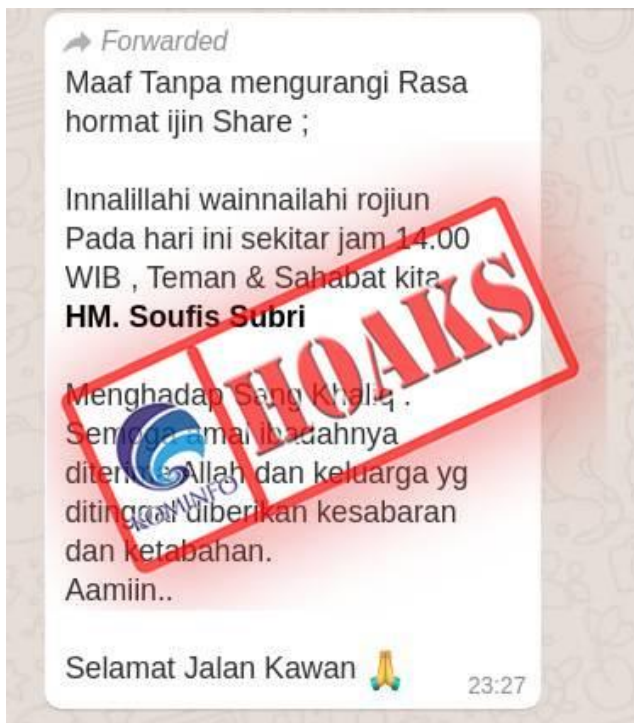 Forwarded
Maaf Tanpa mengurangi Rasa
hormat ijin Share ;
Innalillahi wainnailahi rojiun
Pada hari ini sekitar jam 14.00
WIB , Teman & Sahabat kita
HM. Soufis Subri
Menghadap Sang Khaliq .
Semoga amal ibadahnya
diterima Allah dan keluarga yg
ditinggal diberikan kesabaran
dan ketabahan.
Aamiin..
Selamat Jalan Kawan 🙏
23:27
HOAKS
KOMINFO